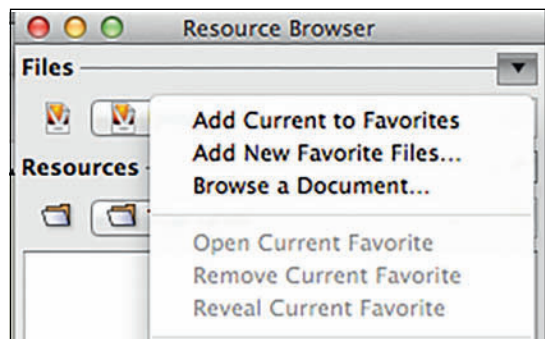 Resource Browser
Files
Add Current to Favorites
Add New Favorite Files...
Resources
Browse a Document...
Open Current Favorite
Remove Current Favorite
Reveal Current Favorite